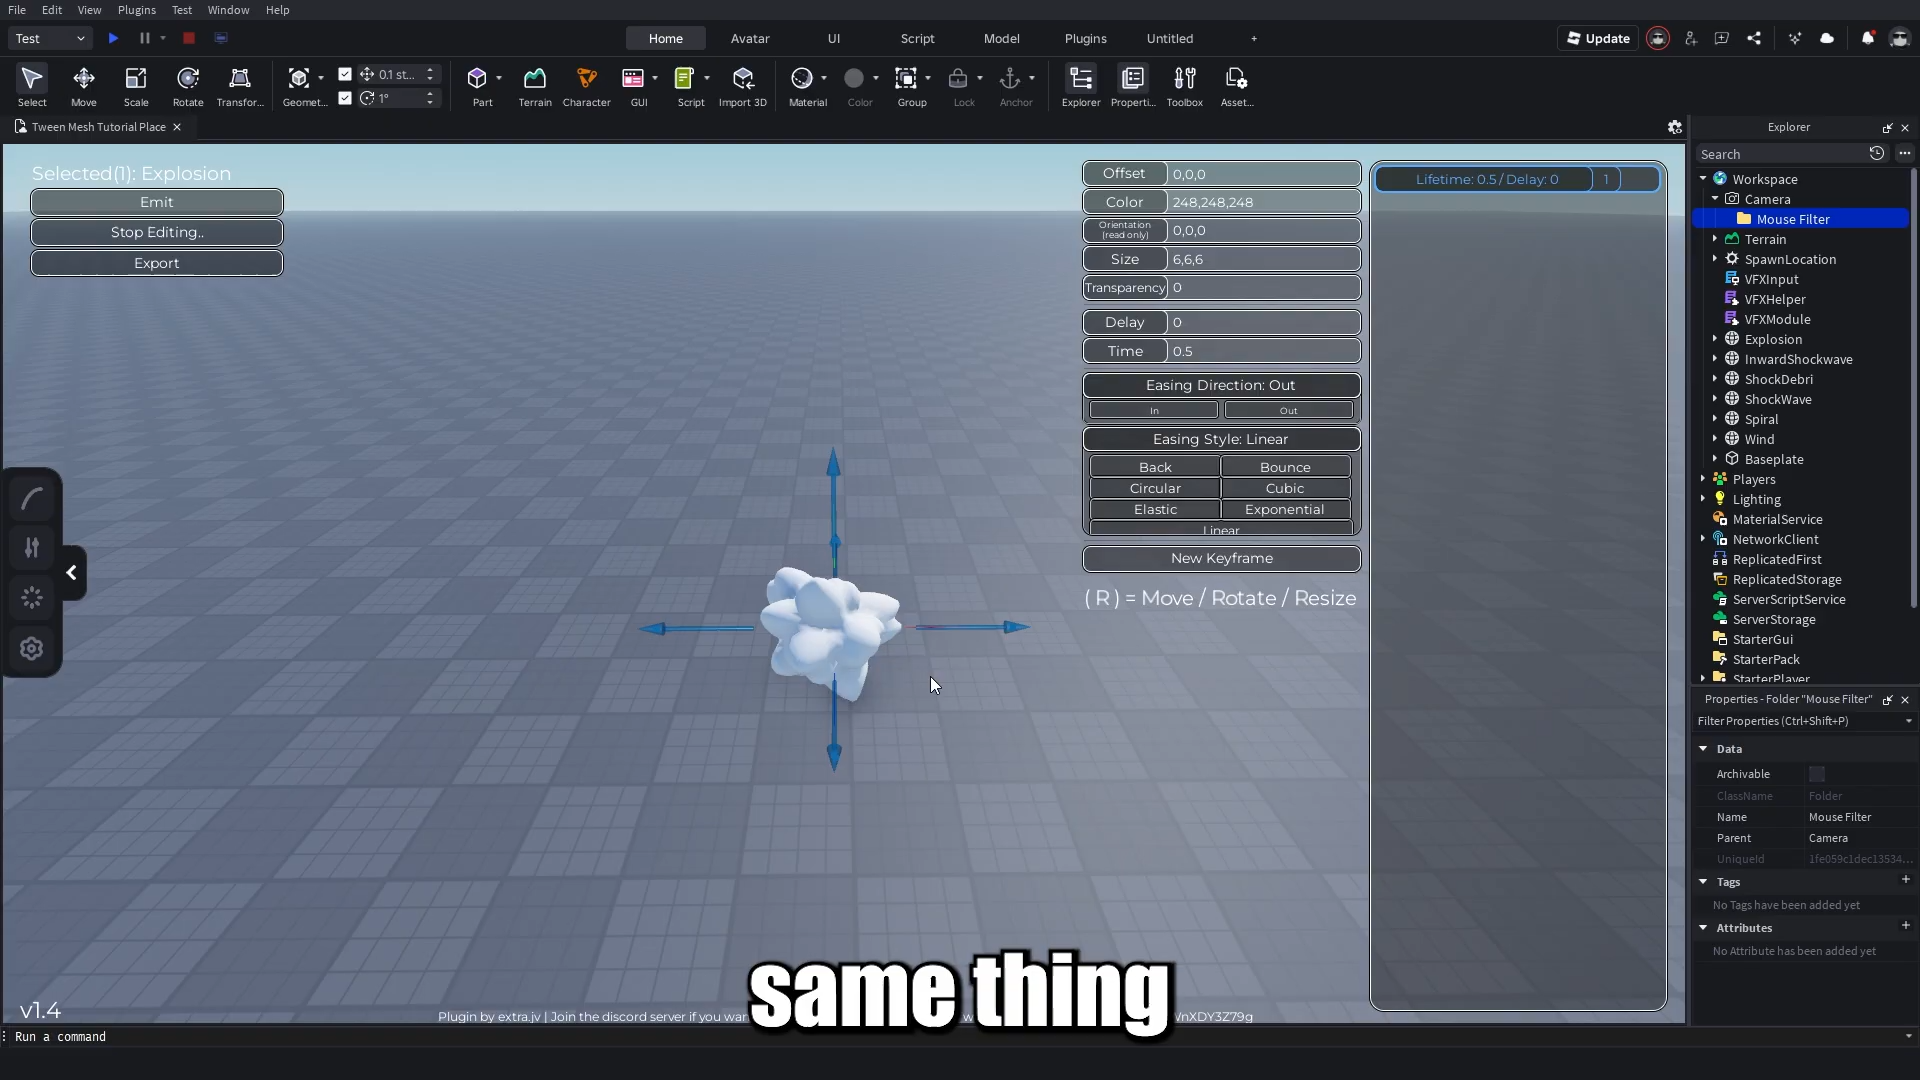 File Edit View Plugins Test Window Help
Test
Home Avatar UI Script Model Plugins Untitled +
Update
Select Move Scale Rotate Transfor... Geomet... 0.1 st... 1° Part Terrain Character GUI Script Import 3D Material Color Group Lock Anchor Explorer Properti... Toolbox Asset...
Tween Mesh Tutorial Place
Selected(1): Explosion
Emit
Stop Editing..
Export
Offset 0,0,0
Color 248,248,248
Orientation (read only) 0,0,0
Size 6,6,6
Transparency 0
Delay 0
Time 0.5
Easing Direction: Out
In Out
Easing Style: Linear
Back Bounce
Circular Cubic
Elastic Exponential
Linear
New Keyframe
( R ) = Move / Rotate / Resize
Lifetime: 0.5 / Delay: 0 1
Explorer
Search
Workspace
Camera
Mouse Filter
Terrain
SpawnLocation
VFXInput
VFXHelper
VFXModule
Explosion
InwardShockwave
ShockDebri
ShockWave
Spiral
Wind
Baseplate
Players
Lighting
MaterialService
NetworkClient
ReplicatedFirst
ReplicatedStorage
ServerScriptService
ServerStorage
StarterGui
StarterPack
StarterPlayer
Properties - Folder "Mouse Filter"
Filter Properties (Ctrl+Shift+P)
Data
Archivable
ClassName Folder
Name Mouse Filter
Parent Camera
UniqueId 1fe059c1dec13534...
Tags
No Tags have been added yet
Attributes
No Attribute has been added yet
same thing
v1.4
Plugin by extra.jv | Join the discord server if you
Run a command